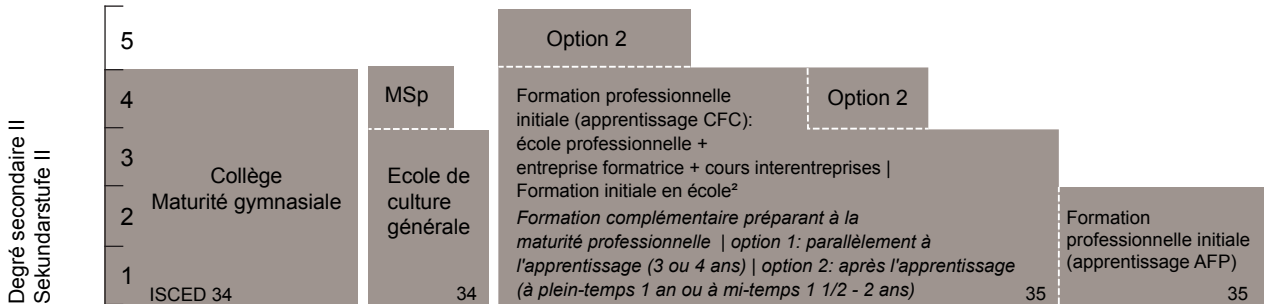 Degré secondaire II
Sekundarstufe II
5
4
3
2
1
Collège
Maturité gymnasiale
ISCED 34
MSp
Ecole de
culture
générale
34
Option 2
Formation professionnelle
initiale (apprentissage CFC):
école professionnelle +
entreprise formatrice + cours interentreprises |
Formation initiale en école²
Formation complémentaire préparant à la
maturité professionnelle | option 1: parallèlement à
l'apprentissage (3 ou 4 ans) | option 2: après l'apprentissage
(à plein-temps 1 an ou à mi-temps 1 1/2 - 2 ans)
35
Option 2
Formation
professionnelle initiale
(apprentissage AFP)
35